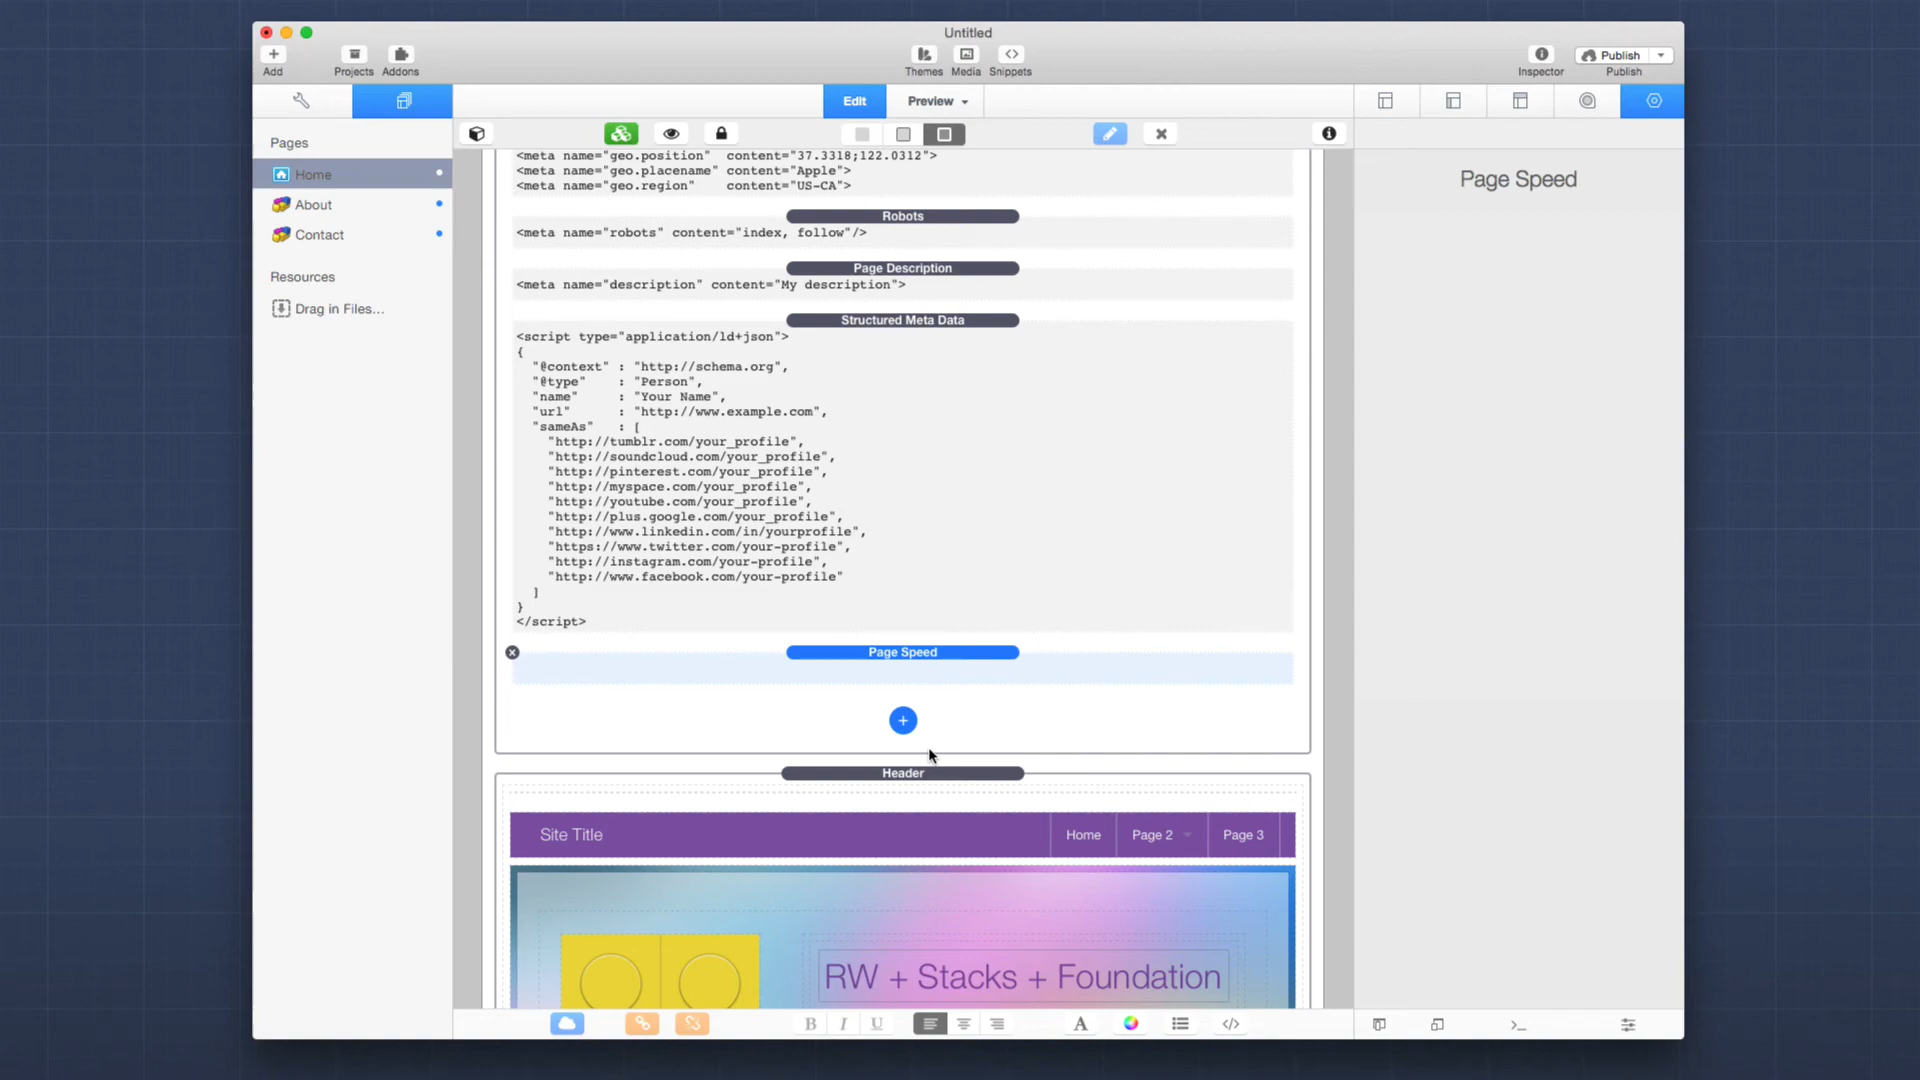 Untitled
Add
Projects
Addons
Themes
Media
Snippets
Inspector
Publish
Publish
Edit
Preview
Pages
Home
About
Contact
Resources
Drag in Files...
<meta name="geo.position"  content="37.3318;122.0312">
<meta name="geo.placename" content="Apple">
<meta name="geo.region"    content="US-CA">
Robots
<meta name="robots" content="index, follow"/>
Page Description
<meta name="description" content="My description">
Structured Meta Data
<script type="application/ld+json">
{
"@context" : "http://schema.org",
"@type"    : "Person",
"name"     : "Your Name",
"url"      : "http://www.example.com",
"sameAs"   : [
"http://tumblr.com/your_profile",
"http://soundcloud.com/your_profile",
"http://pinterest.com/your_profile",
"http://myspace.com/your_profile",
"http://youtube.com/your_profile",
"http://plus.google.com/your_profile",
"http://www.linkedin.com/in/yourprofile",
"https://www.twitter.com/your-profile",
"http://instagram.com/your-profile",
"http://www.facebook.com/your-profile"
]
}
</script>
Page Speed
Header
Site Title
Home
Page 2
Page 3
RW + Stacks + Foundation
B I U
A
Page Speed